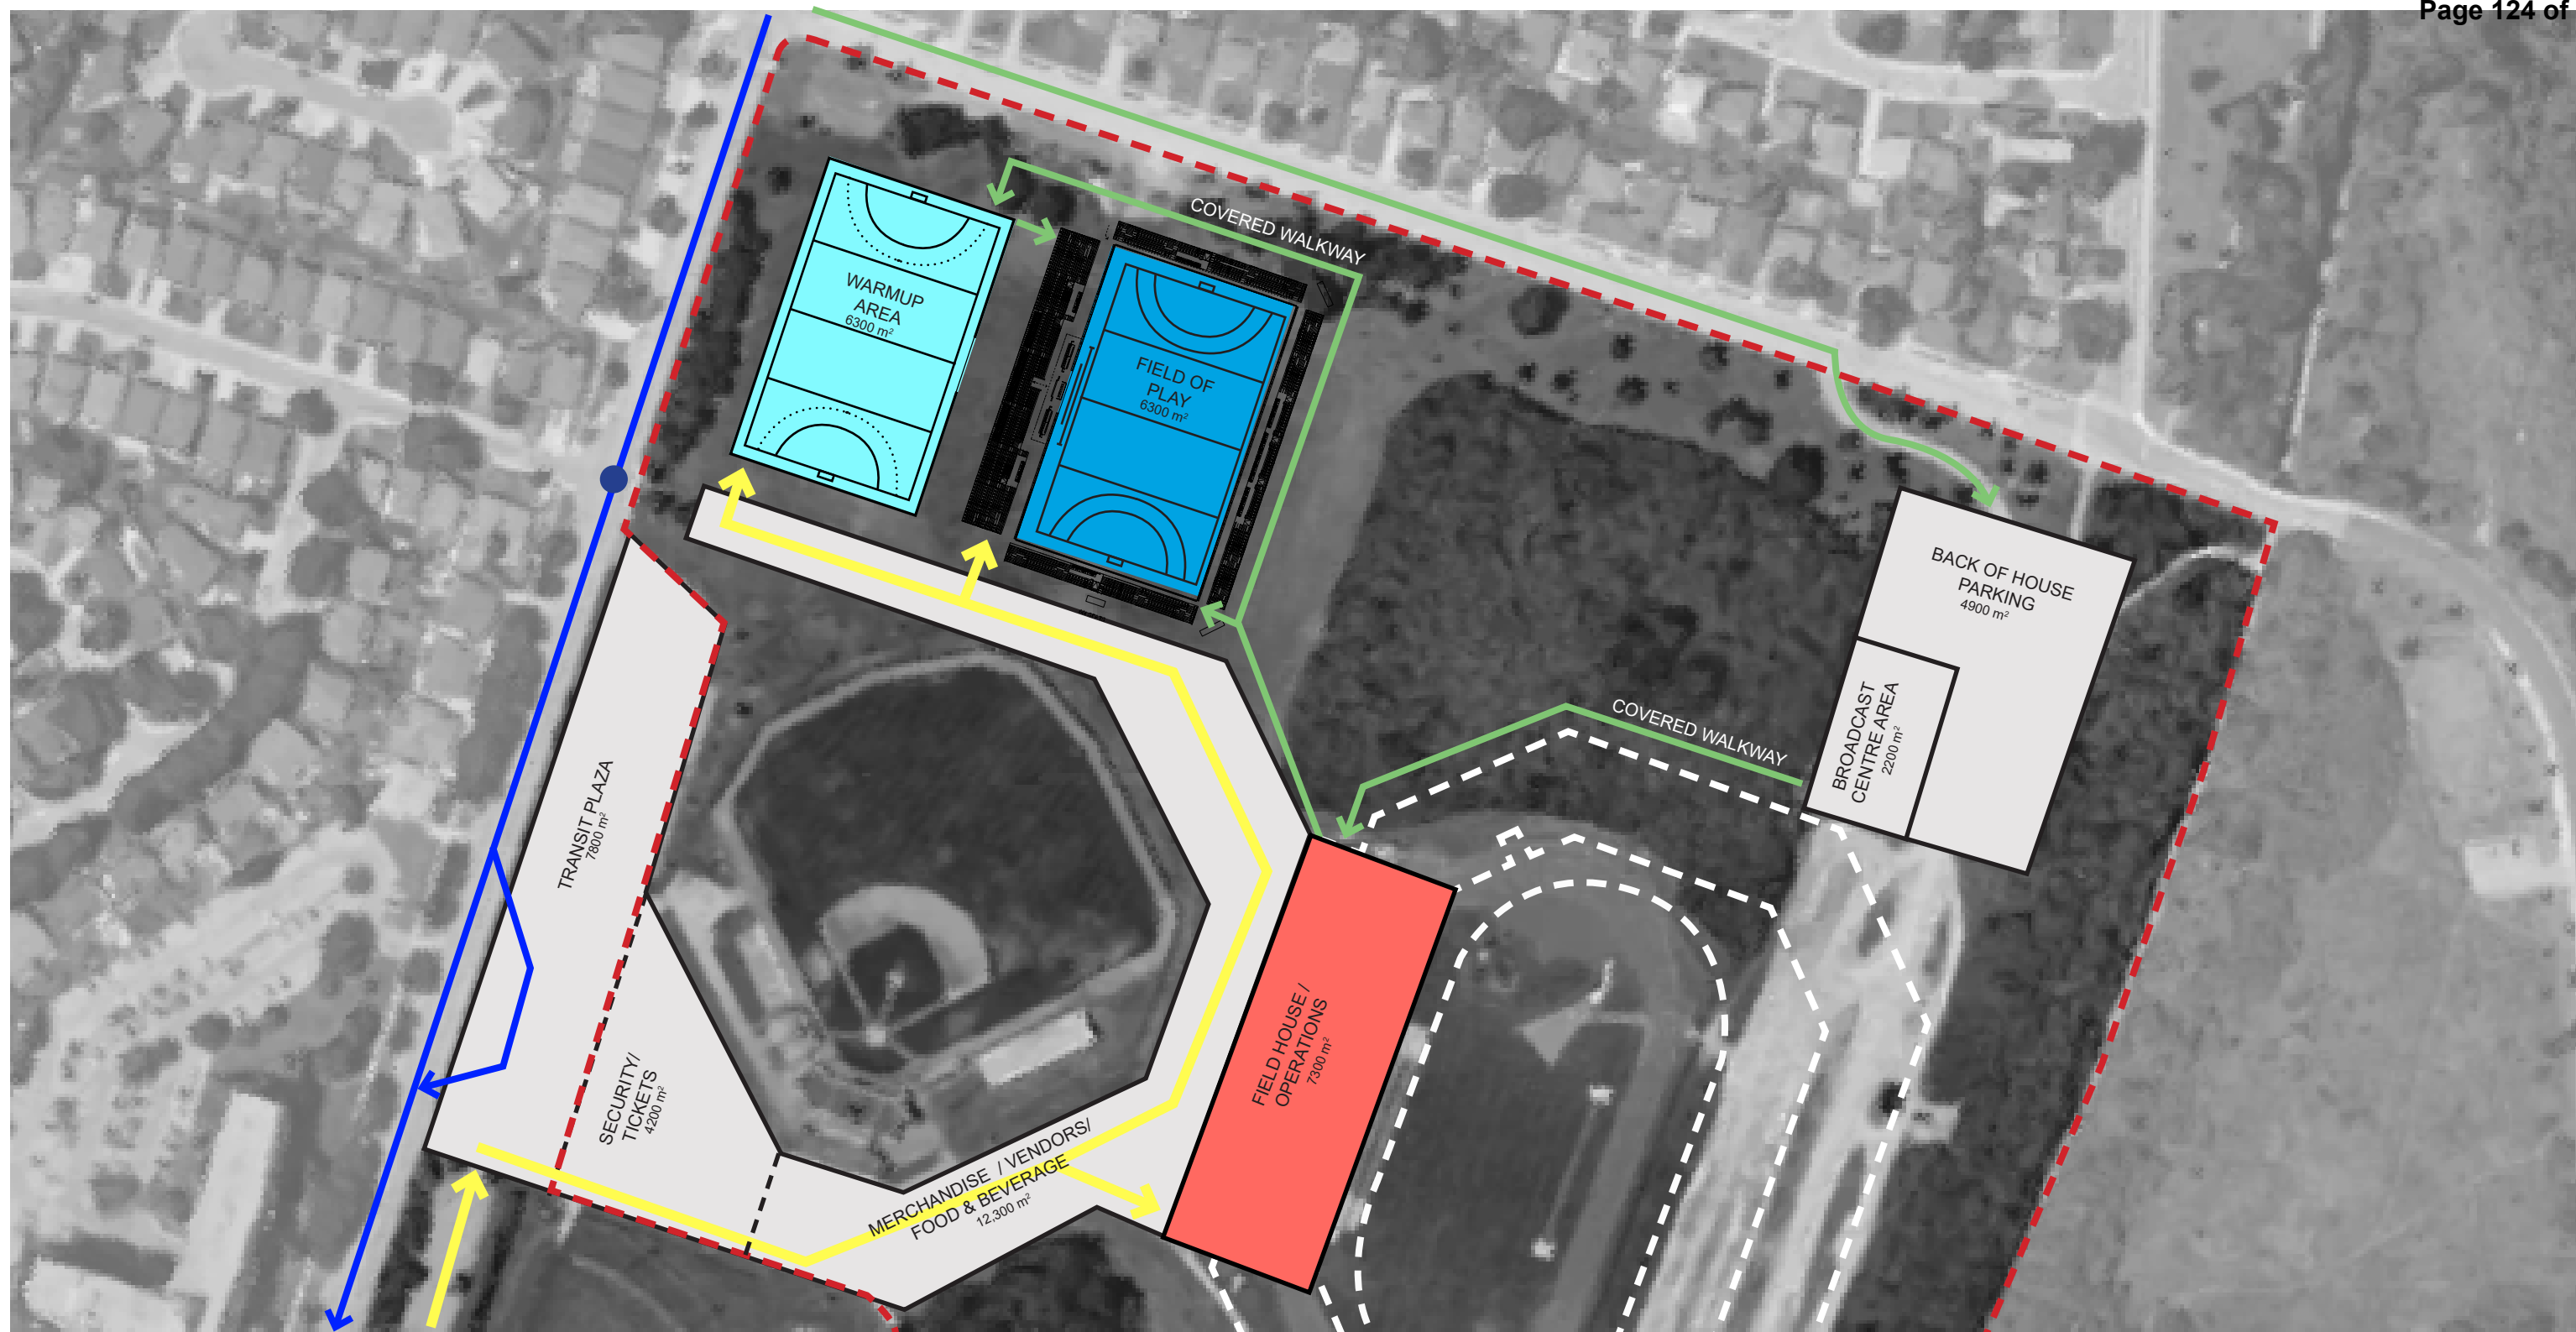 Page 124 of
COVERED WALKWAY
WARMUP
AREA
6300 m²
FIELD OF
PLAY
6300 m²
BACK OF HOUSE
PARKING
4900 m²
BROADCAST
CENTRE AREA
2200 m²
COVERED WALKWAY
TRANSIT PLAZA
7800 m²
SECURITY/
TICKETS
4200 m²
FIELD HOUSE /
OPERATIONS
7300 m²
MERCHANDISE / VENDORS/
FOOD & BEVERAGE
12,300 m²